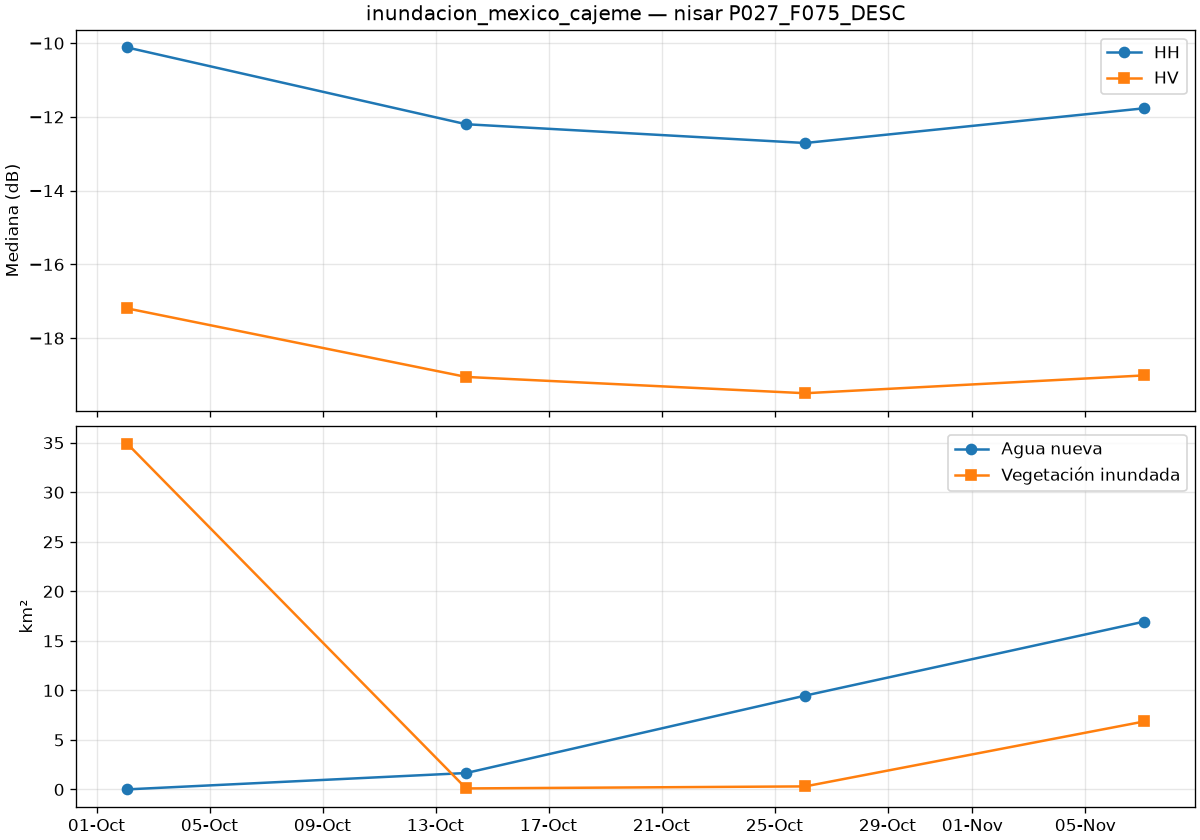 inundacion_mexico_cajeme — nisar P027_F075_DESC
HH
HV
Mediana (dB)
−10
−12
−14
−16
−18
Agua nueva
Vegetación inundada
km²
35
30
25
20
15
10
5
0
01-Oct 05-Oct 09-Oct 13-Oct 17-Oct 21-Oct 25-Oct 29-Oct 01-Nov 05-Nov